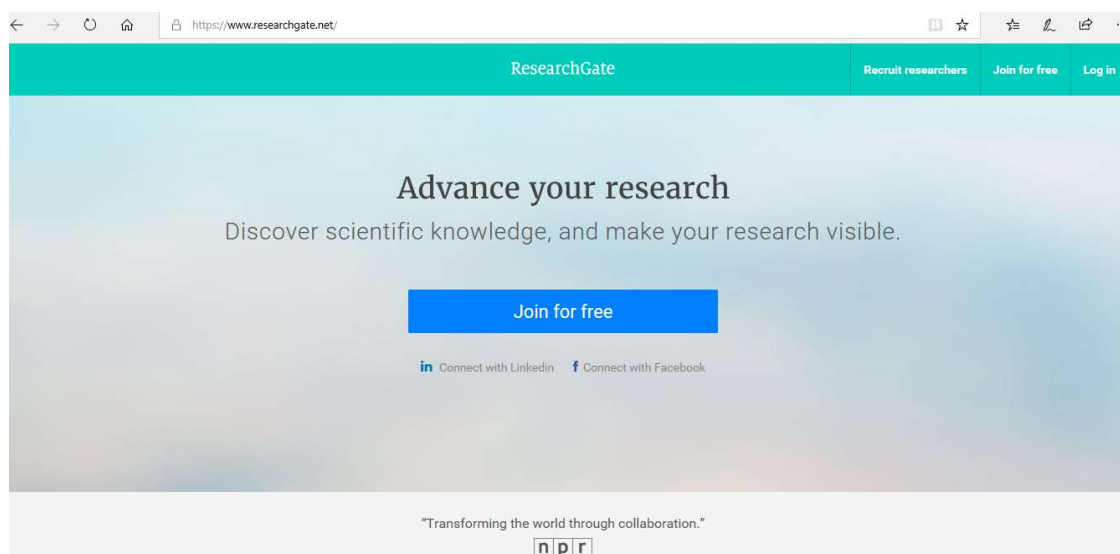 https://www.researchgate.net/
ResearchGate
Recruit researchers
Join for free
Log in
Advance your research
Discover scientific knowledge, and make your research visible.
Join for free
in Connect with Linkedin f Connect with Facebook
"Transforming the world through collaboration."
npr